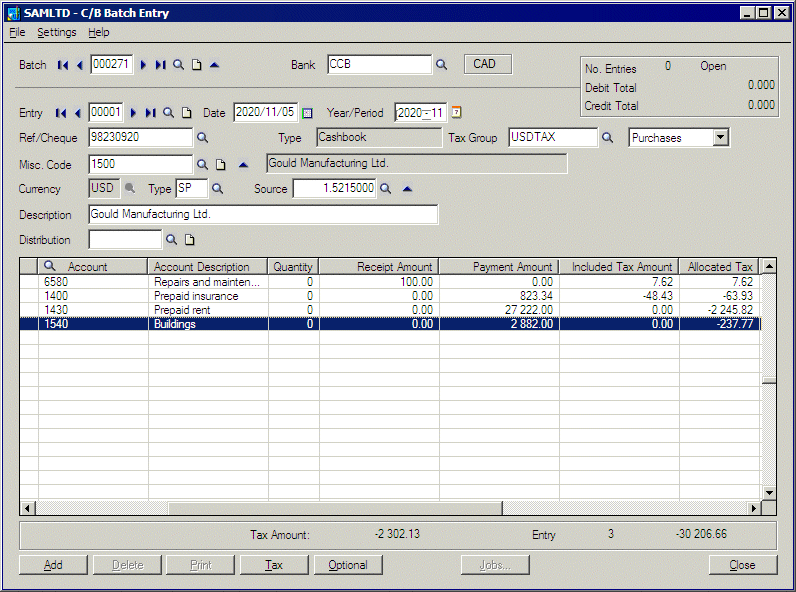 SAMLTD - C/B Batch Entry
File Settings Help
Batch 000271 Bank CCB CAD
No. Entries 0 Open
Debit Total 0.000
Credit Total 0.000
Entry 00001 Date 2020/11/05 Year/Period 2020-11
Ref/Cheque 98230920 Type Cashbook Tax Group USDTAX Purchases
Misc. Code 1500 Gould Manufacturing Ltd.
Currency USD Type SP Source 1.5215000
Description Gould Manufacturing Ltd.
Distribution
Account Account Description Quantity Receipt Amount Payment Amount Included Tax Amount Allocated Tax
6580 Repairs and mainten... 0 100.00 0.00 7.62 7.62
1400 Prepaid insurance 0 0.00 823.34 -48.43 -63.93
1430 Prepaid rent 0 0.00 27 222.00 0.00 -2 245.82
1540 Buildings 0 0.00 2 882.00 0.00 -237.77
Tax Amount: -2 302.13 Entry 3 -30 206.66
Add Delete Print Tax Optional Jobs... Close